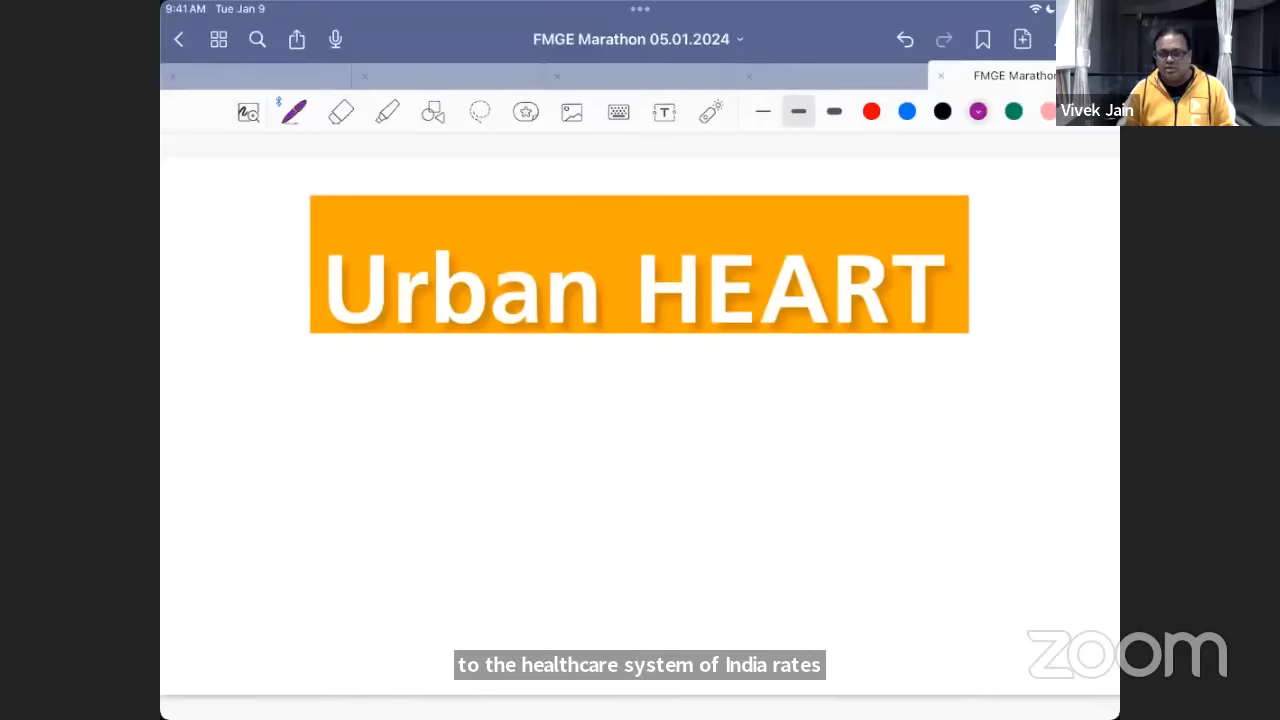 9:41 AM Tue Jan 9
FMGE Marathon 05.01.2024
FMGE Maratho
T
Vivek Jain
Urban HEART
to the healthcare system of India rates
zoom